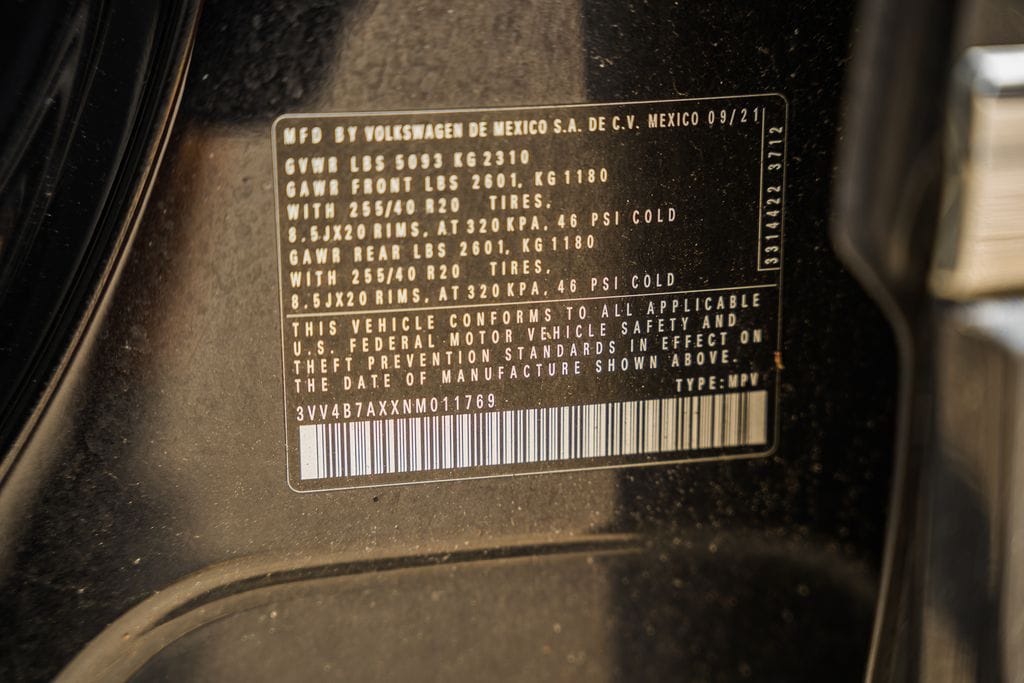 MFD BY VOLKSWAGEN DE MEXICO S.A. DE C.V. MEXICO 09/21
GVWR LBS 5093 KG 2310
GAWR FRONT LBS 2601, KG 1180
WITH 255/40 R20 TIRES,
8.5JX20 RIMS, AT 320 KPA, 46 PSI COLD
GAWR REAR LBS 2601, KG 1180
WITH 255/40 R20 TIRES,
8.5JX20 RIMS, AT 320 KPA, 46 PSI COLD
3314422 3712
THIS VEHICLE CONFORMS TO ALL APPLICABLE
U.S. FEDERAL MOTOR VEHICLE SAFETY AND
THEFT PREVENTION STANDARDS IN EFFECT ON
THE DATE OF MANUFACTURE SHOWN ABOVE.
TYPE:MPV
3VV4B7AXXNM011769